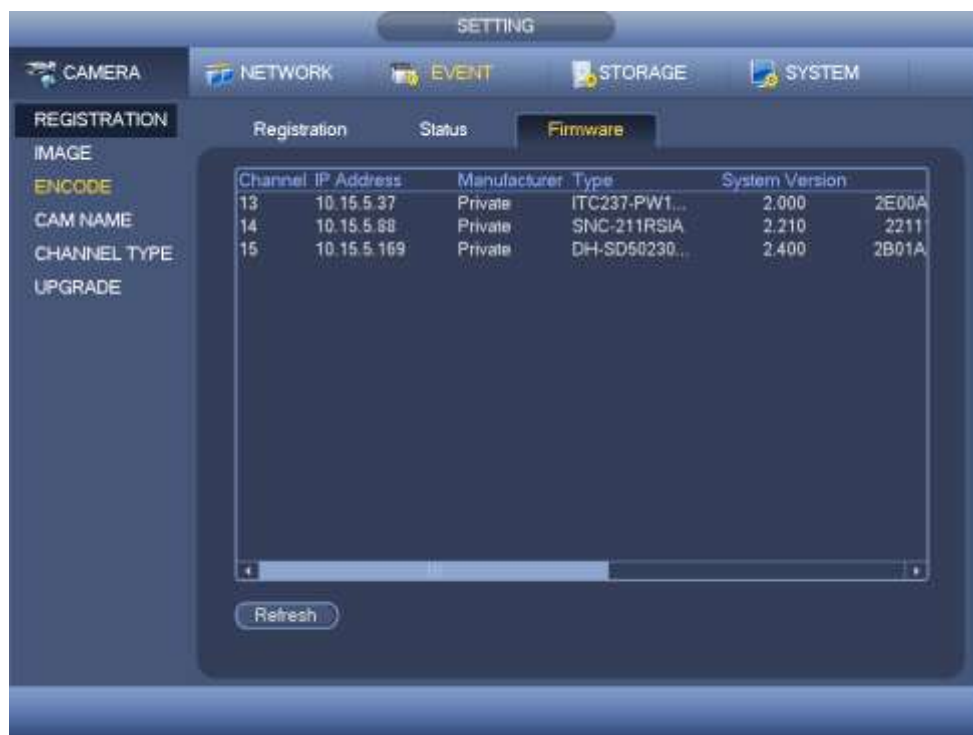 SETTING
CAMERA NETWORK EVENT STORAGE SYSTEM
REGISTRATION
IMAGE
ENCODE
CAM NAME
CHANNEL TYPE
UPGRADE
Registration Status Firmware
Channel IP Address Manufacturer Type System Version
13 10.15.5.37 Private ITC237-PW1... 2.000 2E00A
14 10.15.5.88 Private SNC-211RSIA 2.210 2211
15 10.15.5.169 Private DH-SD50230... 2.400 2B01A
Refresh